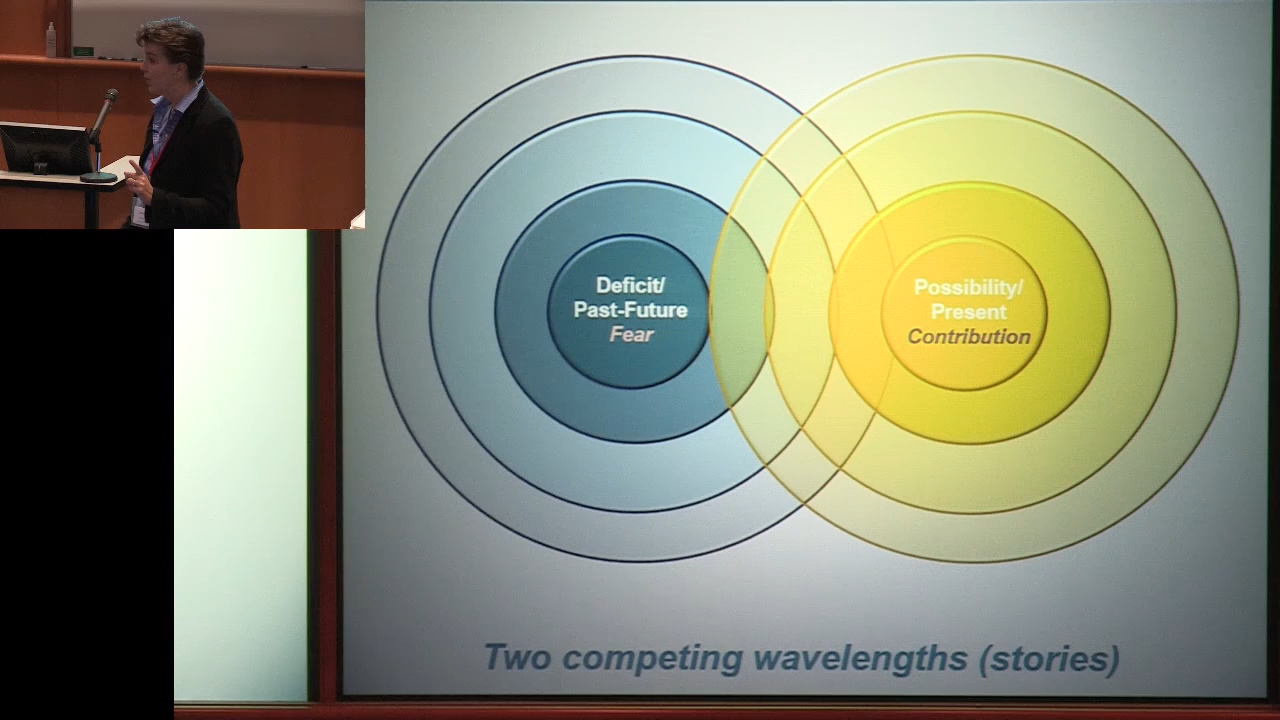 Deficit/
Past-Future
Fear
Possibility/
Present
Contribution
Two competing wavelengths (stories)